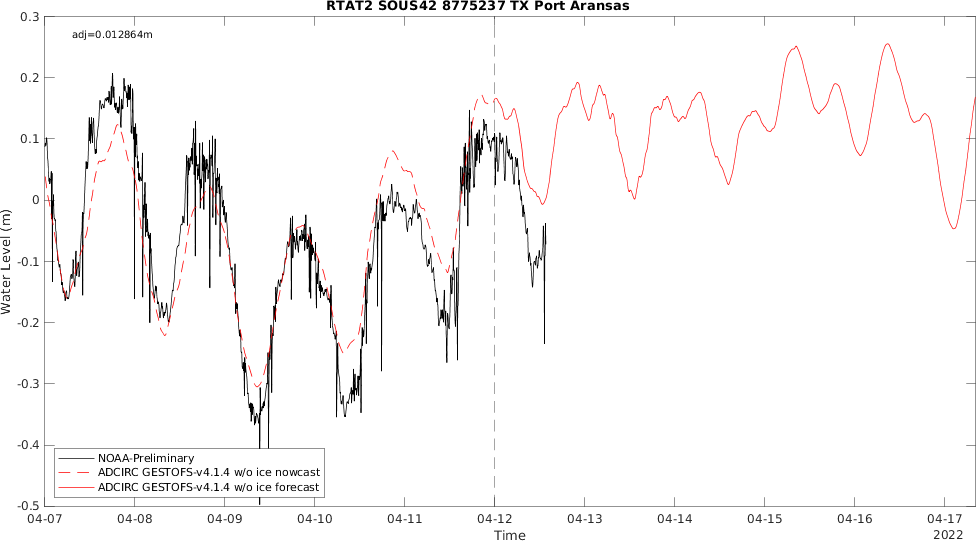 RTAT2 SOUS42 8775237 TX Port Aransas
adj=0.012864m
0.3
0.2
0.1
0
-0.1
-0.2
-0.3
-0.4
-0.5
Water Level (m)
NOAA-Preliminary
ADCIRC GESTOFS-v4.1.4 w/o ice nowcast
ADCIRC GESTOFS-v4.1.4 w/o ice forecast
04-07 04-08 04-09 04-10 04-11 04-12 04-13 04-14 04-15 04-16 04-17
Time
2022